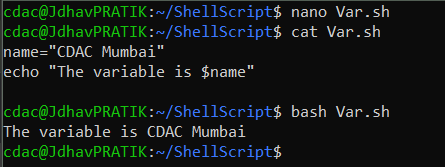 cdac@JdhavPRATIK:~/ShellScript$ nano Var.sh
cdac@JdhavPRATIK:~/ShellScript$ cat Var.sh
name="CDAC Mumbai"
echo "The variable is $name"
cdac@JdhavPRATIK:~/ShellScript$ bash Var.sh
The variable is CDAC Mumbai
cdac@JdhavPRATIK:~/ShellScript$